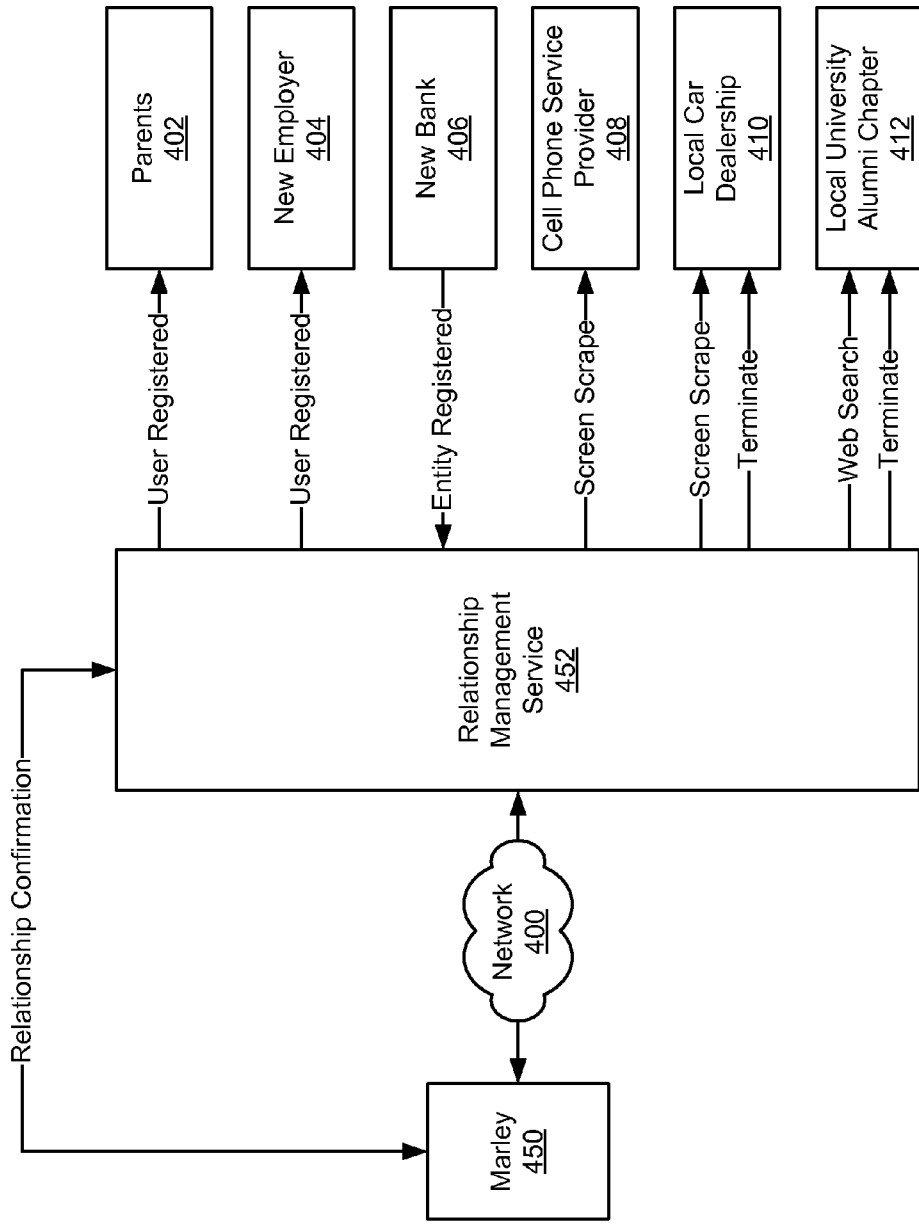 Relationship Confirmation
Marley
450
Network
400
Relationship
Management
Service
452
User Registered
Parents
402
User Registered
New Employer
404
Entity Registered
New Bank
406
Screen Scrape
Cell Phone Service
Provider
408
Screen Scrape
Terminate
Local Car
Dealership
410
Web Search
Terminate
Local University
Alumni Chapter
412